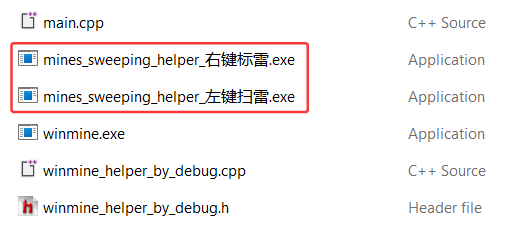 main.cpp C++ Source
mines_sweeping_helper_右键标雷.exe Application
mines_sweeping_helper_左键扫雷.exe Application
winmine.exe Application
winmine_helper_by_debug.cpp C++ Source
winmine_helper_by_debug.h Header file